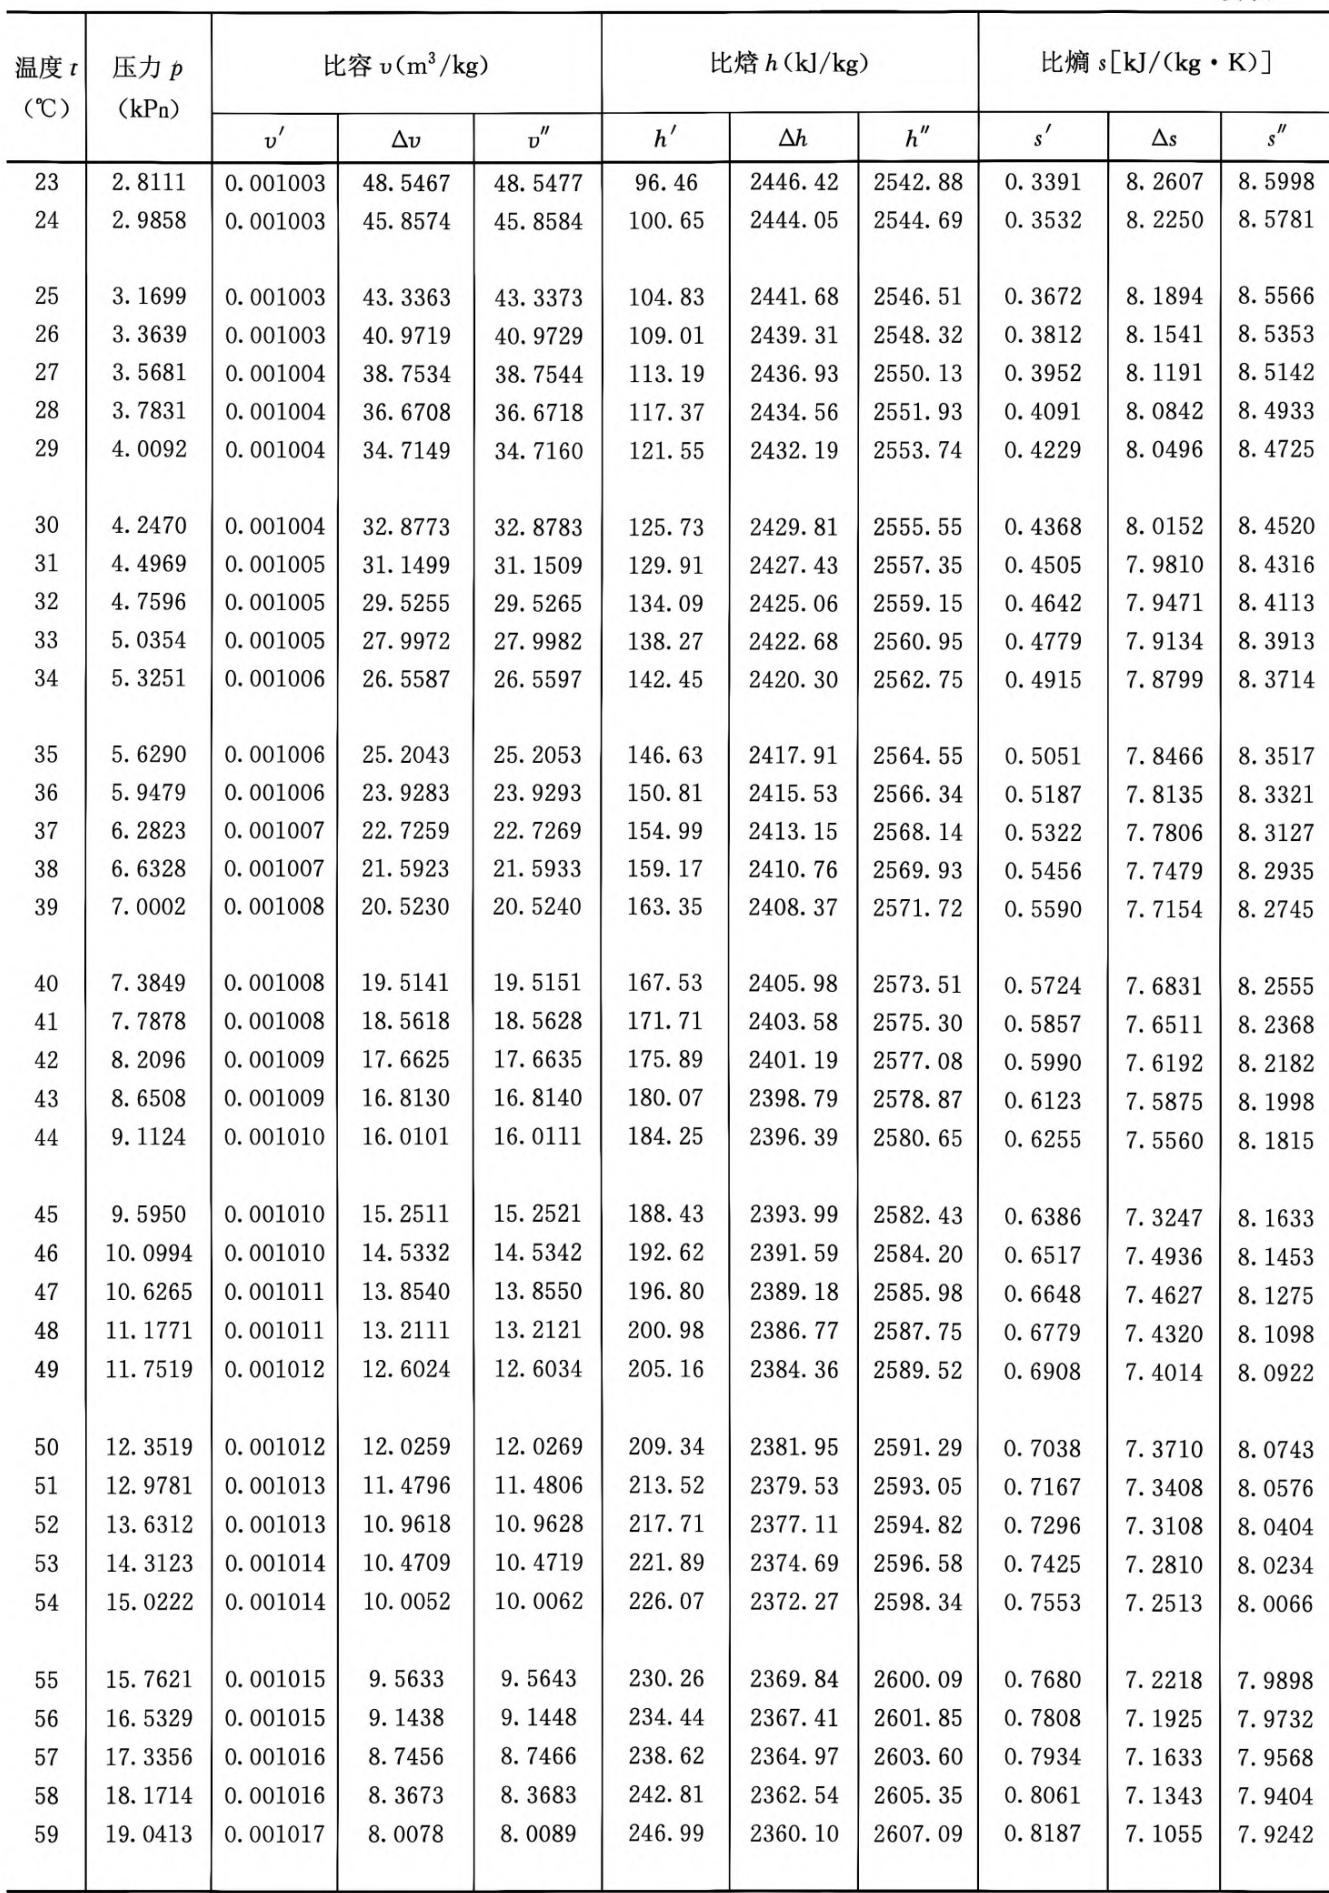 温度 t 压力 p 比容 υ(m³/kg) 比焓 h(kJ/kg) 比熵 s[kJ/(kg·K)]
(℃) (kPn)
υ′ Δυ υ″ h′ Δh h″ s′ Δs s″
23 2.8111 0.001003 48.5467 48.5477 96.46 2446.42 2542.88 0.3391 8.2607 8.5998
24 2.9858 0.001003 45.8574 45.8584 100.65 2444.05 2544.69 0.3532 8.2250 8.5781
25 3.1699 0.001003 43.3363 43.3373 104.83 2441.68 2546.51 0.3672 8.1894 8.5566
26 3.3639 0.001003 40.9719 40.9729 109.01 2439.31 2548.32 0.3812 8.1541 8.5353
27 3.5681 0.001004 38.7534 38.7544 113.19 2436.93 2550.13 0.3952 8.1191 8.5142
28 3.7831 0.001004 36.6708 36.6718 117.37 2434.56 2551.93 0.4091 8.0842 8.4933
29 4.0092 0.001004 34.7149 34.7160 121.55 2432.19 2553.74 0.4229 8.0496 8.4725
30 4.2470 0.001004 32.8773 32.8783 125.73 2429.81 2555.55 0.4368 8.0152 8.4520
31 4.4969 0.001005 31.1499 31.1509 129.91 2427.43 2557.35 0.4505 7.9810 8.4316
32 4.7596 0.001005 29.5255 29.5265 134.09 2425.06 2559.15 0.4642 7.9471 8.4113
33 5.0354 0.001005 27.9972 27.9982 138.27 2422.68 2560.95 0.4779 7.9134 8.3913
34 5.3251 0.001006 26.5587 26.5597 142.45 2420.30 2562.75 0.4915 7.8799 8.3714
35 5.6290 0.001006 25.2043 25.2053 146.63 2417.91 2564.55 0.5051 7.8466 8.3517
36 5.9479 0.001006 23.9283 23.9293 150.81 2415.53 2566.34 0.5187 7.8135 8.3321
37 6.2823 0.001007 22.7259 22.7269 154.99 2413.15 2568.14 0.5322 7.7806 8.3127
38 6.6328 0.001007 21.5923 21.5933 159.17 2410.76 2569.93 0.5456 7.7479 8.2935
39 7.0002 0.001008 20.5230 20.5240 163.35 2408.37 2571.72 0.5590 7.7154 8.2745
40 7.3849 0.001008 19.5141 19.5151 167.53 2405.98 2573.51 0.5724 7.6831 8.2555
41 7.7878 0.001008 18.5618 18.5628 171.71 2403.58 2575.30 0.5857 7.6511 8.2368
42 8.2096 0.001009 17.6625 17.6635 175.89 2401.19 2577.08 0.5990 7.6192 8.2182
43 8.6508 0.001009 16.8130 16.8140 180.07 2398.79 2578.87 0.6123 7.5875 8.1998
44 9.1124 0.001010 16.0101 16.0111 184.25 2396.39 2580.65 0.6255 7.5560 8.1815
45 9.5950 0.001010 15.2511 15.2521 188.43 2393.99 2582.43 0.6386 7.3247 8.1633
46 10.0994 0.001010 14.5332 14.5342 192.62 2391.59 2584.20 0.6517 7.4936 8.1453
47 10.6265 0.001011 13.8540 13.8550 196.80 2389.18 2585.98 0.6648 7.4627 8.1275
48 11.1771 0.001011 13.2111 13.2121 200.98 2386.77 2587.75 0.6779 7.4320 8.1098
49 11.7519 0.001012 12.6024 12.6034 205.16 2384.36 2589.52 0.6908 7.4014 8.0922
50 12.3519 0.001012 12.0259 12.0269 209.34 2381.95 2591.29 0.7038 7.3710 8.0743
51 12.9781 0.001013 11.4796 11.4806 213.52 2379.53 2593.05 0.7167 7.3408 8.0576
52 13.6312 0.001013 10.9618 10.9628 217.71 2377.11 2594.82 0.7296 7.3108 8.0404
53 14.3123 0.001014 10.4709 10.4719 221.89 2374.69 2596.58 0.7425 7.2810 8.0234
54 15.0222 0.001014 10.0052 10.0062 226.07 2372.27 2598.34 0.7553 7.2513 8.0066
55 15.7621 0.001015 9.5633 9.5643 230.26 2369.84 2600.09 0.7680 7.2218 7.9898
56 16.5329 0.001015 9.1438 9.1448 234.44 2367.41 2601.85 0.7808 7.1925 7.9732
57 17.3356 0.001016 8.7456 8.7466 238.62 2364.97 2603.60 0.7934 7.1633 7.9568
58 18.1714 0.001016 8.3673 8.3683 242.81 2362.54 2605.35 0.8061 7.1343 7.9404
59 19.0413 0.001017 8.0078 8.0089 246.99 2360.10 2607.09 0.8187 7.1055 7.9242